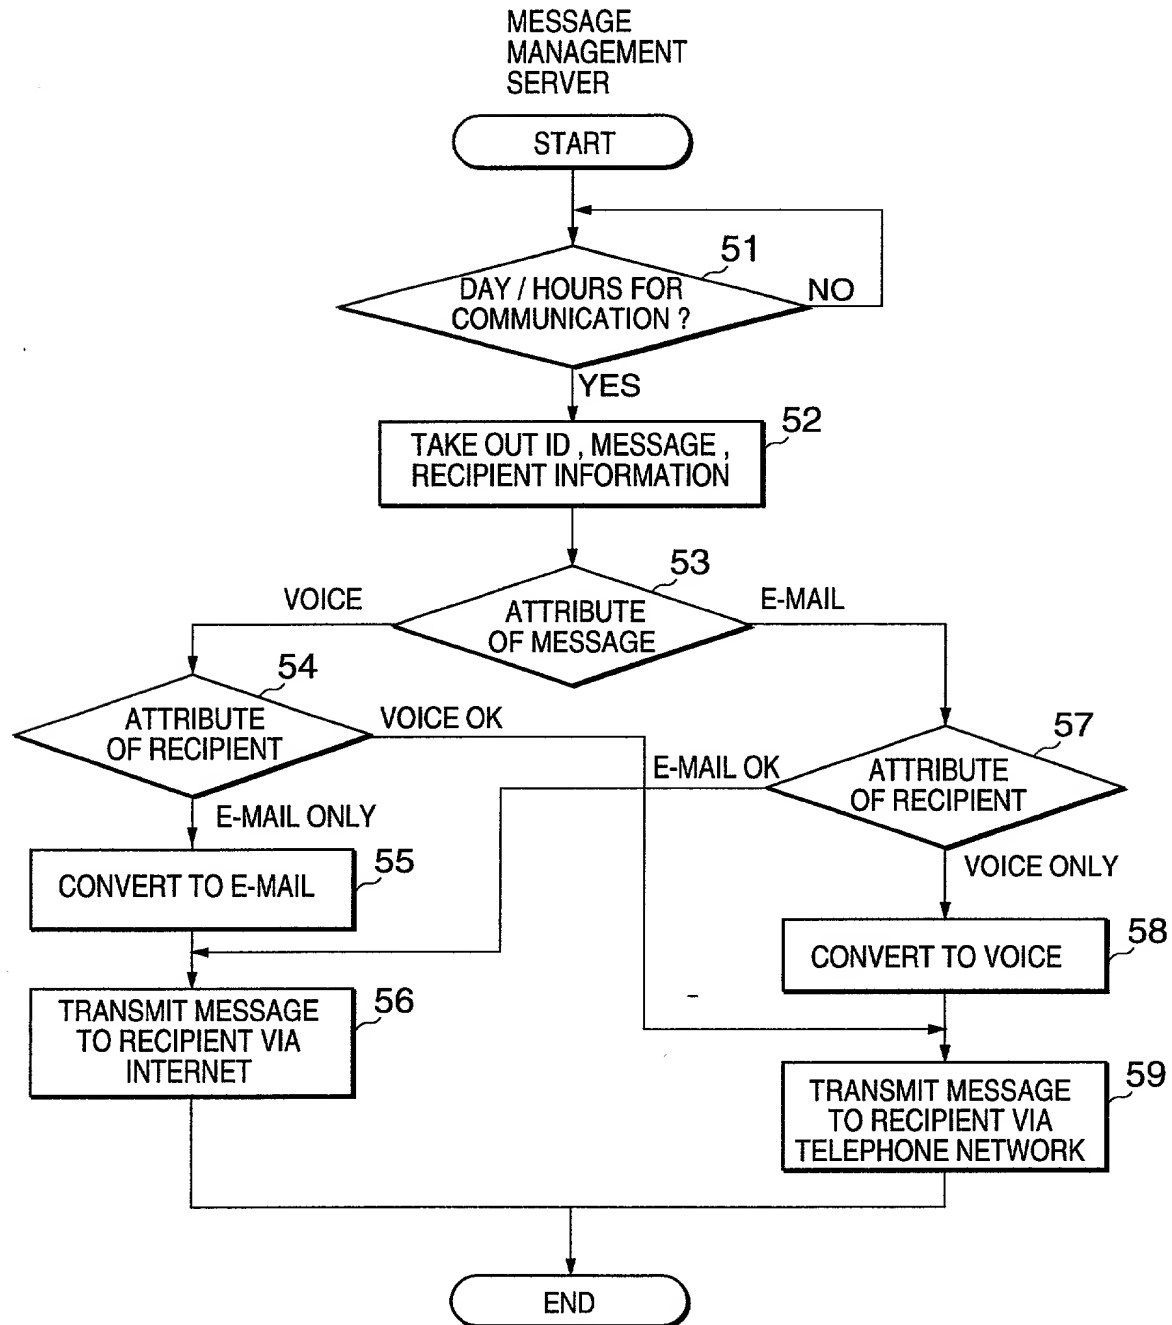 MESSAGE
MANAGEMENT
SERVER
START
51
DAY / HOURS FOR
COMMUNICATION ?
NO
YES
52
TAKE OUT ID , MESSAGE ,
RECIPIENT INFORMATION
53
VOICE
E-MAIL
ATTRIBUTE
OF MESSAGE
54
ATTRIBUTE
OF RECIPIENT
VOICE OK
57
E-MAIL OK
ATTRIBUTE
OF RECIPIENT
E-MAIL ONLY
55
CONVERT TO E-MAIL
VOICE ONLY
58
CONVERT TO VOICE
56
TRANSMIT MESSAGE
TO RECIPIENT VIA
INTERNET
59
TRANSMIT MESSAGE
TO RECIPIENT VIA
TELEPHONE NETWORK
END